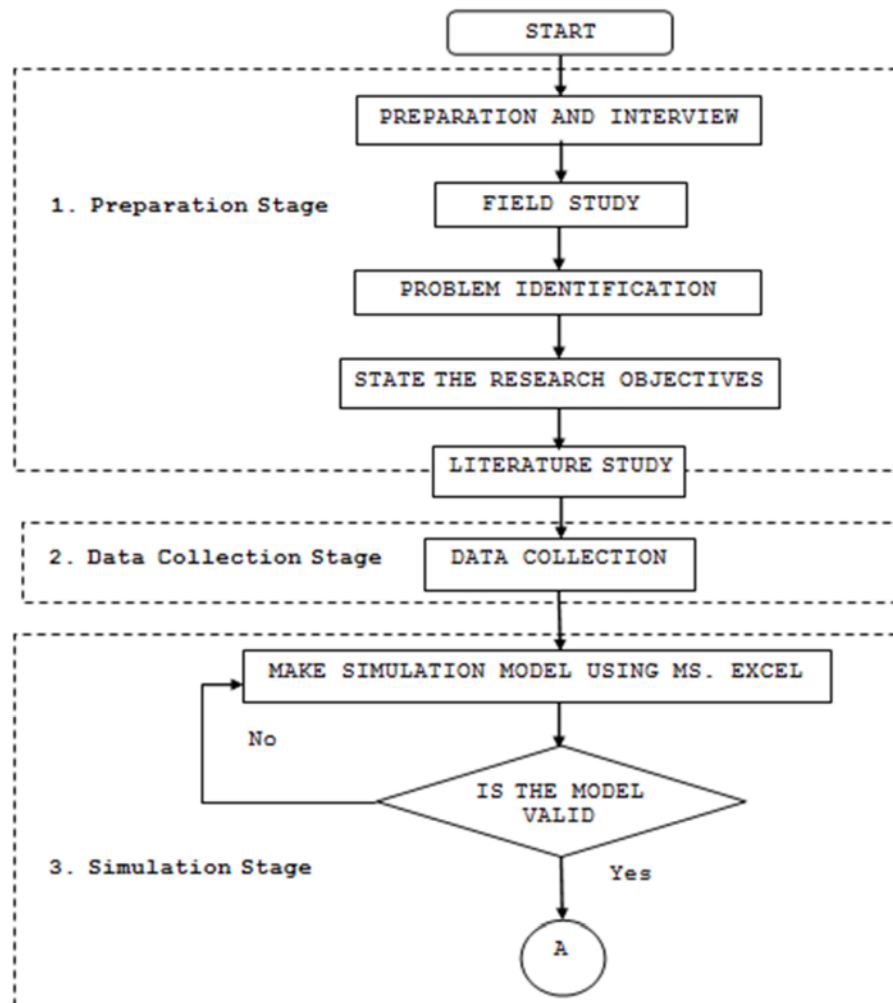 START
PREPARATION AND INTERVIEW
1. Preparation Stage
FIELD STUDY
PROBLEM IDENTIFICATION
STATE THE RESEARCH OBJECTIVES
LITERATURE STUDY
2. Data Collection Stage
DATA COLLECTION
MAKE SIMULATION MODEL USING MS. EXCEL
No
IS THE MODEL
VALID
3. Simulation Stage
Yes
A